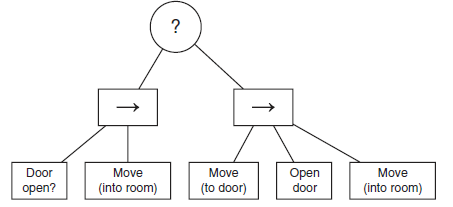 ?
→
→
Door
open?
Move
(into room)
Move
(to door)
Open
door
Move
(into room)